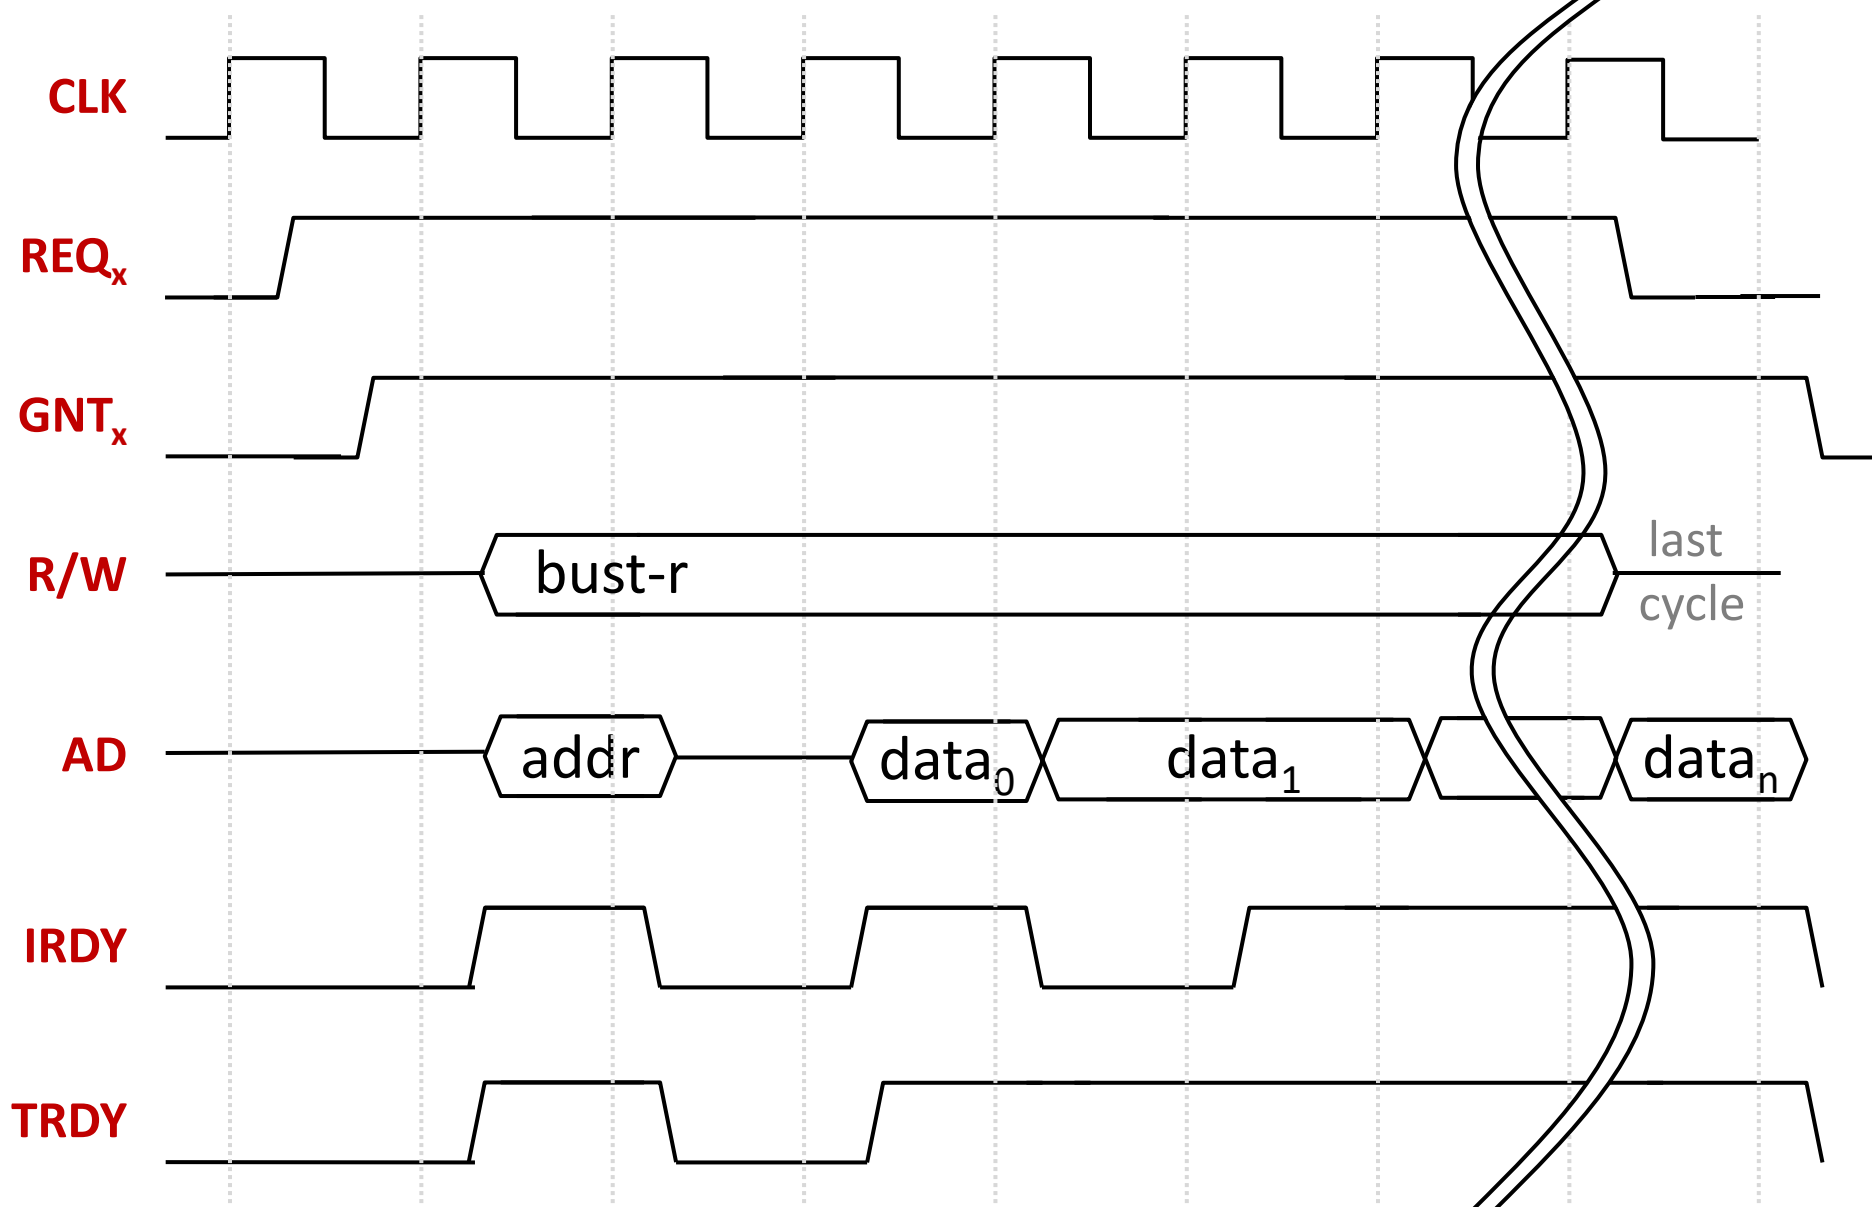 CLK
REQx
GNTx
R/W
bust-r
last
cycle
AD
addr
data0
data1
datan
IRDY
TRDY